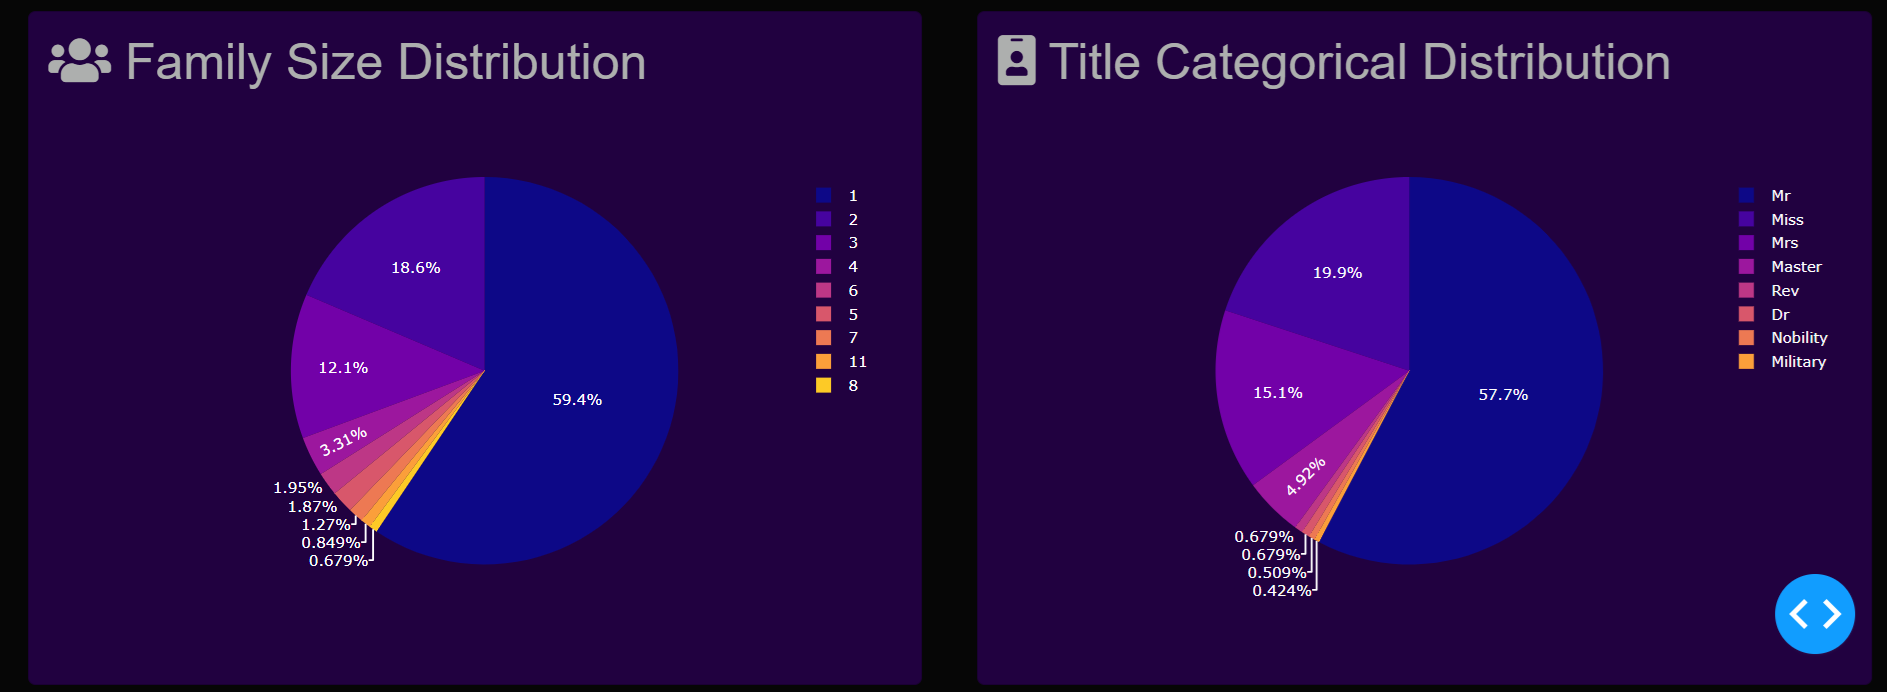 Family Size Distribution
18.6%
12.1%
59.4%
3.31%
1.95%
1.87%
1.27%
0.849%
0.679%
1
2
3
4
6
5
7
11
8
Title Categorical Distribution
19.9%
15.1%
57.7%
4.92%
0.679%
0.679%
0.509%
0.424%
Mr
Miss
Mrs
Master
Rev
Dr
Nobility
Military